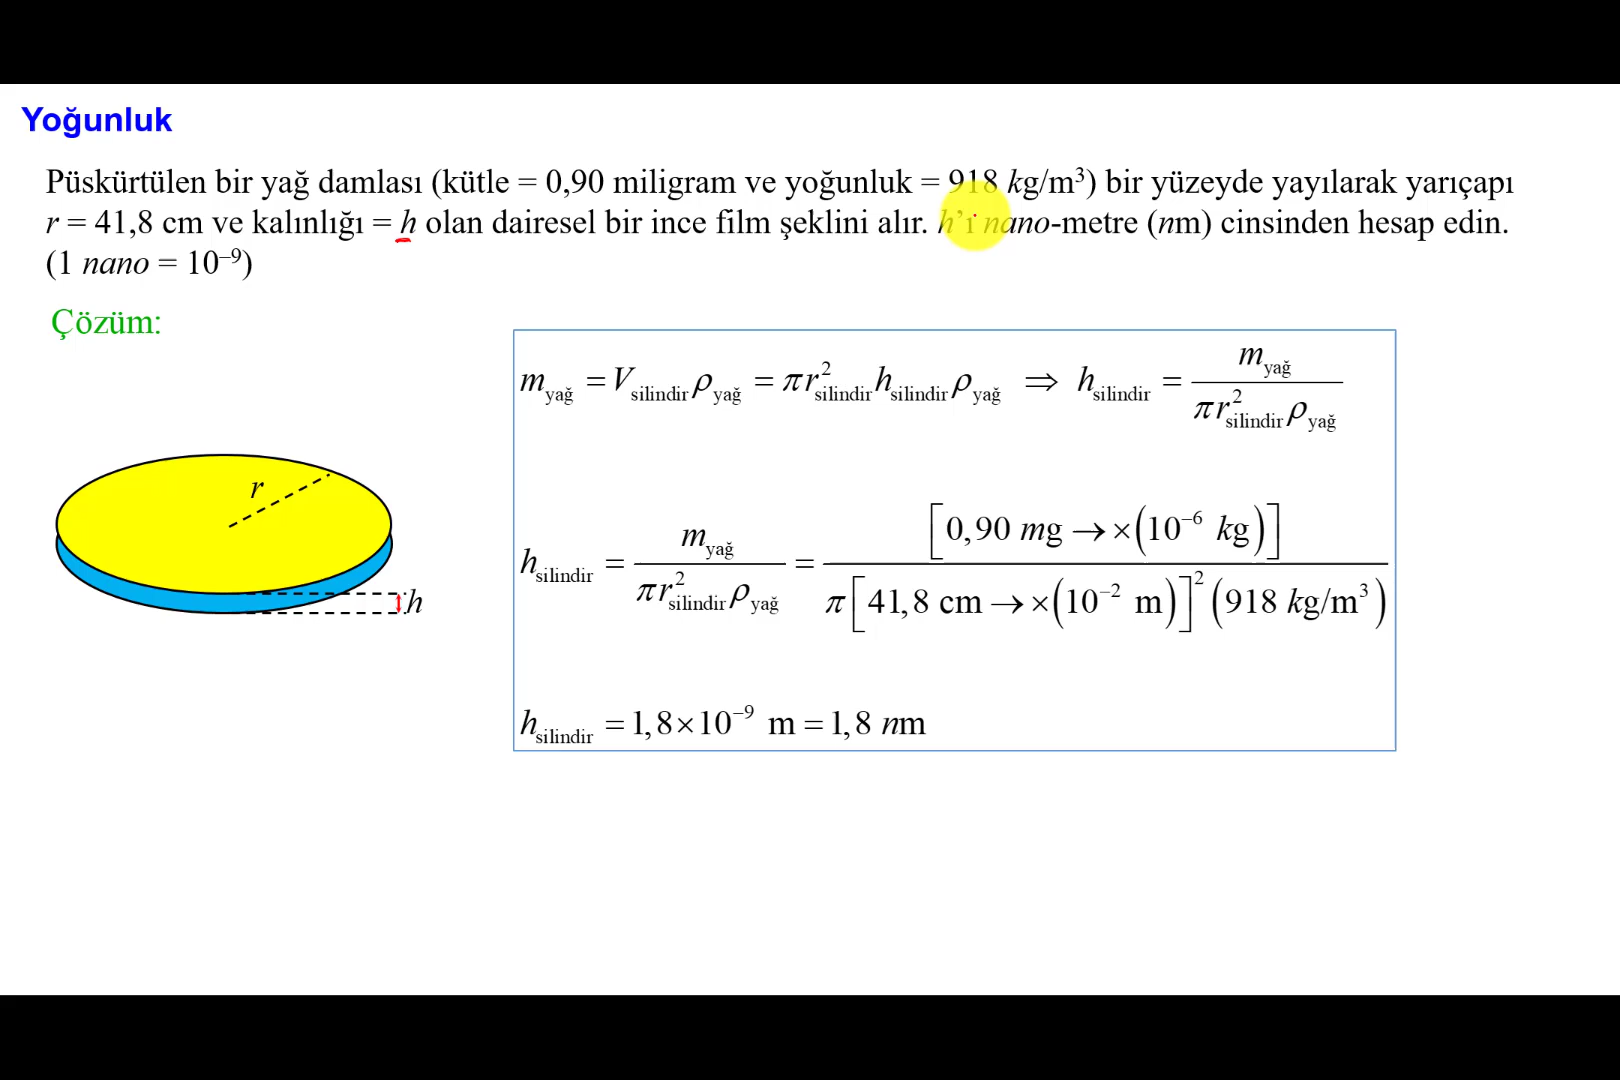 Yoğunluk
Püskürtülen bir yağ damlası (kütle = 0,90 miligram ve yoğunluk = 918 kg/m³) bir yüzeyde yayılarak yarıçapı
r = 41,8 cm ve kalınlığı = h olan dairesel bir ince film şeklini alır. h'ı nano-metre (nm) cinsinden hesap edin.
(1 nano = 10⁻⁹)
Çözüm:
m_yağ = V_silindir ρ_yağ = π r²_silindir h_silindir ρ_yağ ⇒ h_silindir = m_yağ / (π r²_silindir ρ_yağ)
r
h
h_silindir = m_yağ / (π r²_silindir ρ_yağ) = [0,90 mg → ×(10⁻⁶ kg)] / (π [41,8 cm → ×(10⁻² m)]² (918 kg/m³))
h_silindir = 1,8×10⁻⁹ m = 1,8 nm